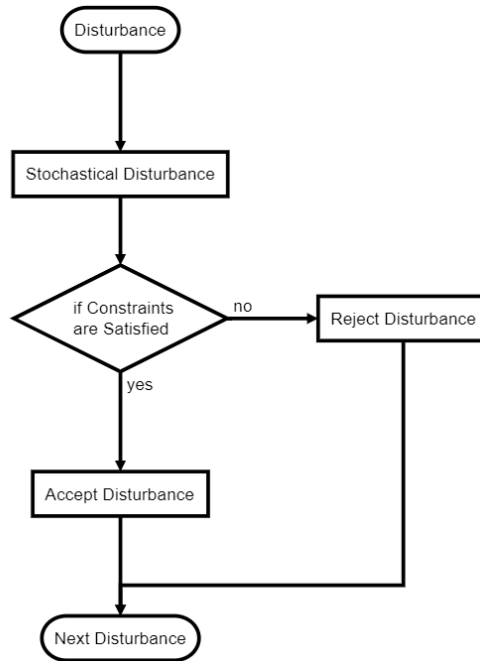 Disturbance
Stochastical Disturbance
if Constraints
are Satisfied
no
Reject Disturbance
yes
Accept Disturbance
Next Disturbance